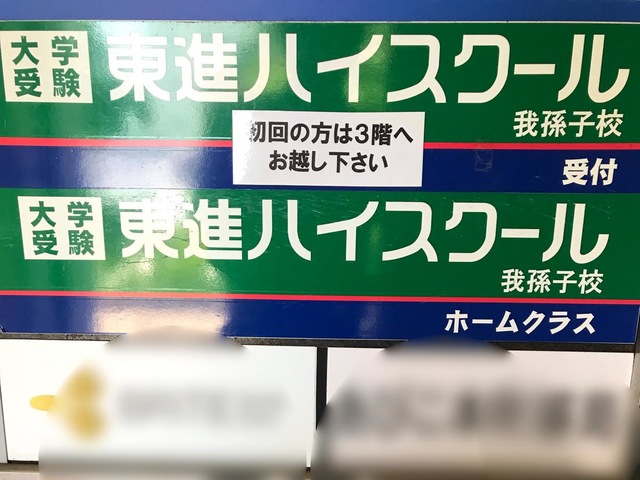 大学
受験
東進ハイスクール
我孫子校
初回の方は3階へ
お越し下さい
受付
大学
受験
東進ハイスクール
我孫子校
ホームクラス